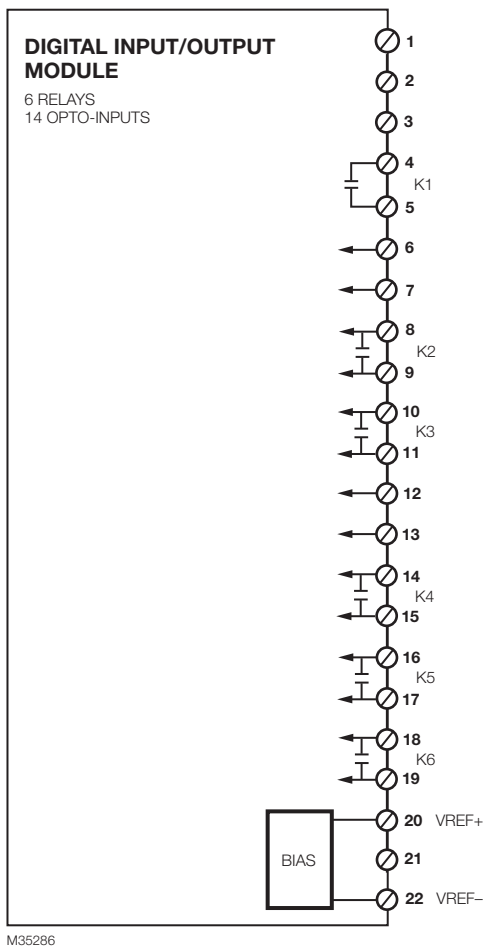 DIGITAL INPUT/OUTPUT
MODULE
6 RELAYS
14 OPTO-INPUTS
1
2
3
4
K1
5
6
7
8
K2
9
10
K3
11
12
13
14
K4
15
16
K5
17
18
K6
19
20 VREF+
BIAS
21
22 VREF–
M35286